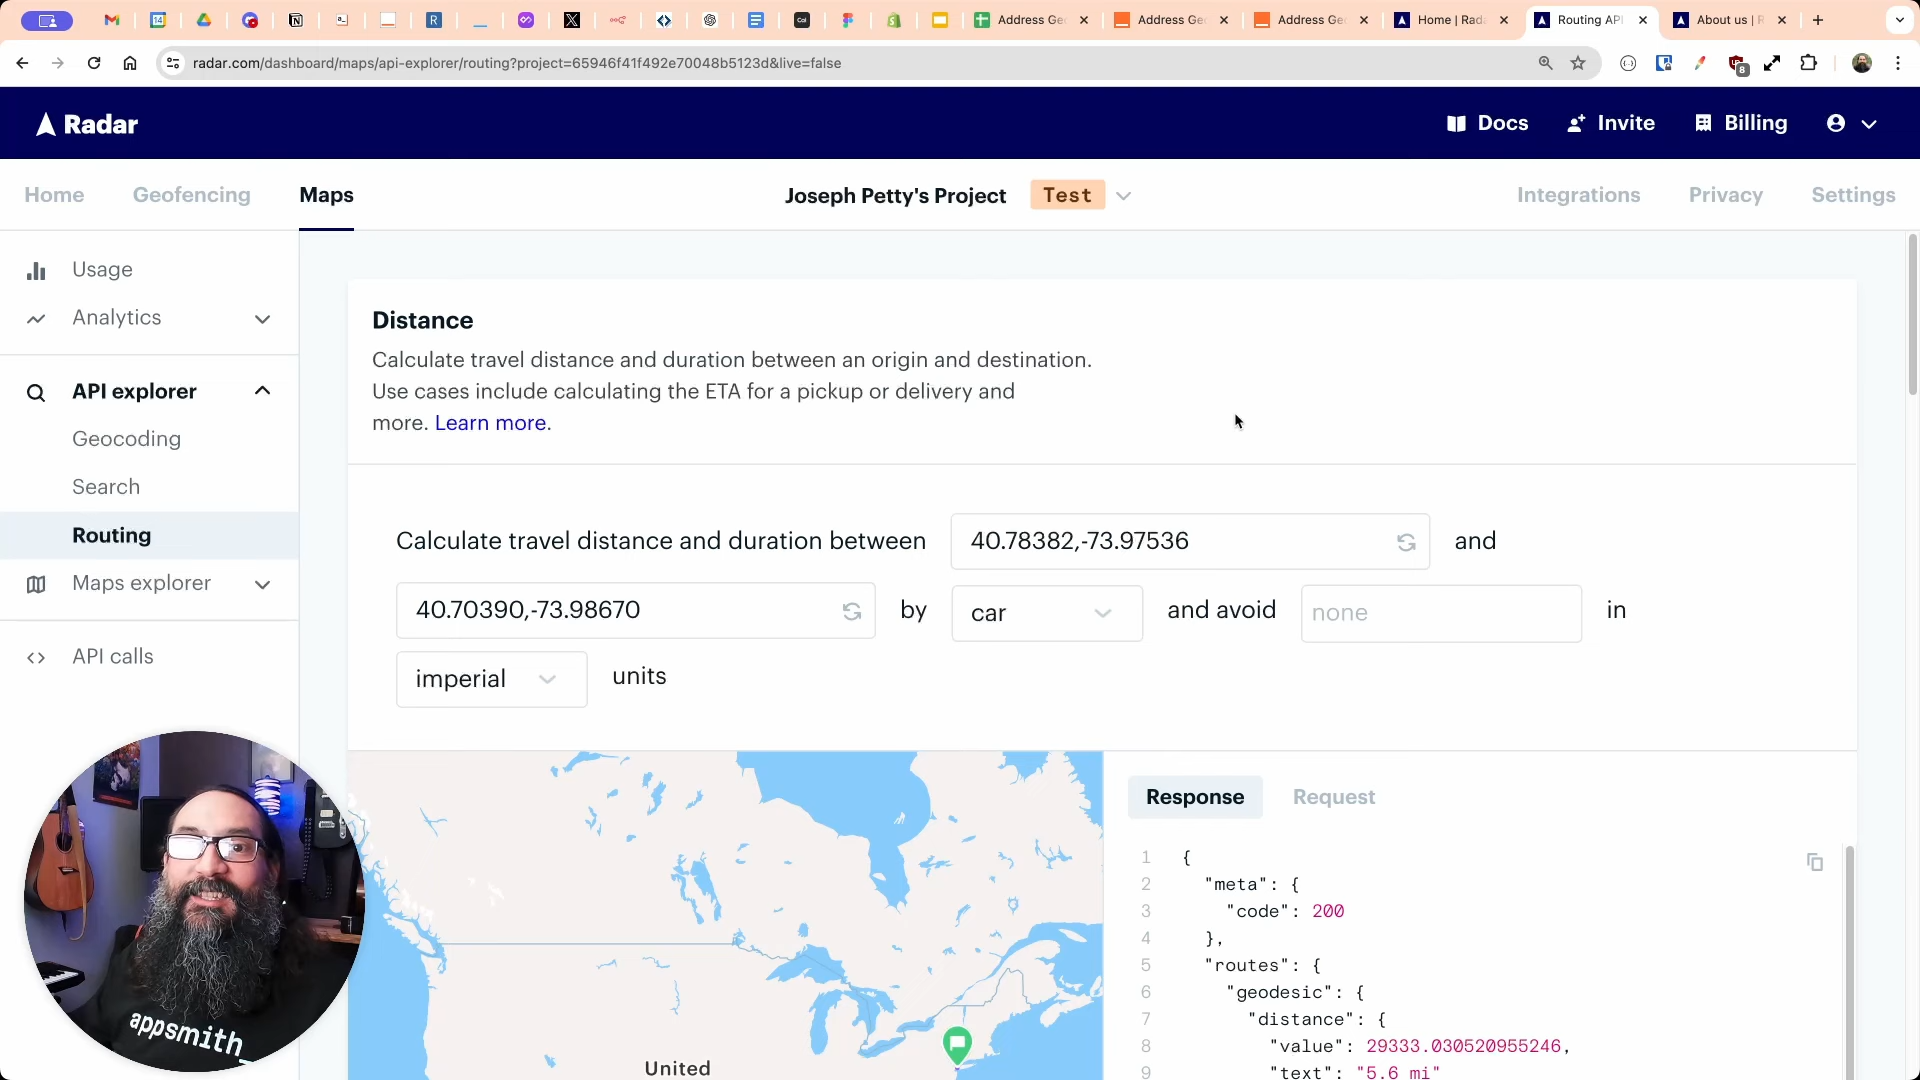 Address Ge
Address Ge
Address Ge
Home | Rada
Routing API
About us | R
radar.com/dashboard/maps/api-explorer/routing?project=65946f41f492e70048b5123d&live=false
8
Radar
Docs
Invite
Billing
Home
Geofencing
Maps
Joseph Petty's Project
Test
Integrations
Privacy
Settings
Usage
Analytics
API explorer
Geocoding
Search
Routing
Maps explorer
API calls
Distance
Calculate travel distance and duration between an origin and destination.
Use cases include calculating the ETA for a pickup or delivery and
more. Learn more.
Calculate travel distance and duration between 40.78382,-73.97536 and
40.70390,-73.98670 by car and avoid none in
imperial units
United
Response
Request
1 {
2 "meta": {
3 "code": 200
4 },
5 "routes": {
6 "geodesic": {
7 "distance": {
8 "value": 29333.030520955246,
9 "text": "5.6 mi"
appsmith_